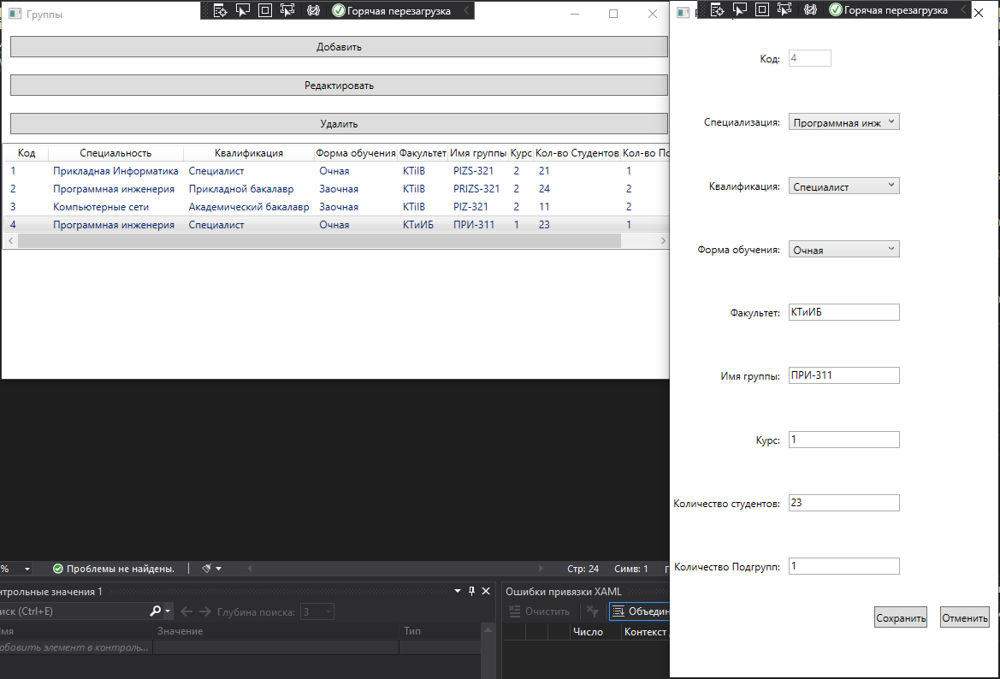 Группы
Горячая перезагрузка
Добавить
Редактировать
Удалить
Код Специальность Квалификация Форма обучения Факультет Имя группы Курс Кол-во Студентов Кол-во По
1 Прикладная Информатика Специалист Очная KTiIB PIZS-321 2 21 1
2 Программная инженерия Прикладной бакалавр Заочная KTiIB PRIZS-321 2 24 2
3 Компьютерные сети Академический бакалавр Заочная KTiIB PIZ-321 2 11 2
4 Программная инженерия Специалист Очная КТиИБ ПРИ-311 1 23 1
Горячая перезагрузка
Код: 4
Специализация: Программная инж
Квалификация: Специалист
Форма обучения: Очная
Факультет: КТиИБ
Имя группы: ПРИ-311
Курс: 1
Количество студентов: 23
Количество Подгрупп: 1
Сохранить Отменить
% Проблемы не найдены. Стр: 24 Симв: 1
нтрольные значения 1
иск (Ctrl+E) Глубина поиска: 3
мя Значение Тип
обавить элемент в контроль...
Ошибки привязки XAML
Очистить Объедин
Число Контекст